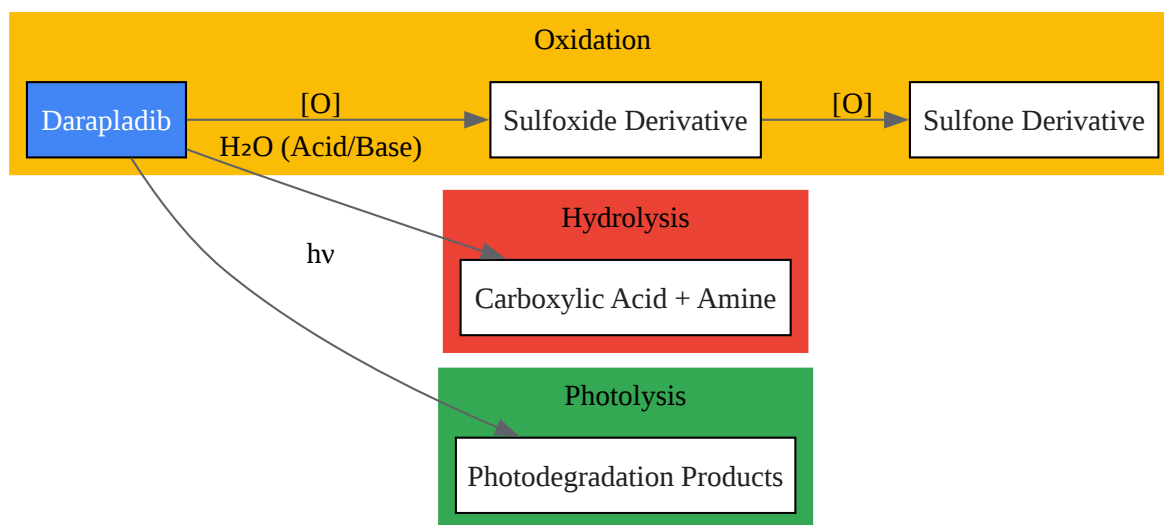 Oxidation
Darapladib
[O]
Sulfoxide Derivative
[O]
Sulfone Derivative
H₂O (Acid/Base)
Hydrolysis
hν
Carboxylic Acid + Amine
Photolysis
Photodegradation Products